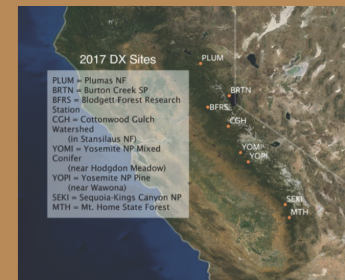 2017 DX Sites
PLUM = Plumas NF
BRTN = Burton Creek SP
BFRS = Blodgett Forest Research
Station
CGH = Cottonwood Gulch
Watershed
(in Stansilaus NF)
YOMI = Yosemite NP Mixed
Conifer
(near Hodgdon Meadow)
YOPI = Yosemite NP Pine
(near Wawona)
SEKI = Sequoia-Kings Canyon NP
MTH = Mt. Home State Forest
PLUM
BRTN
BFRS
CGH
YOMI
YOPI
SEKI
MTH